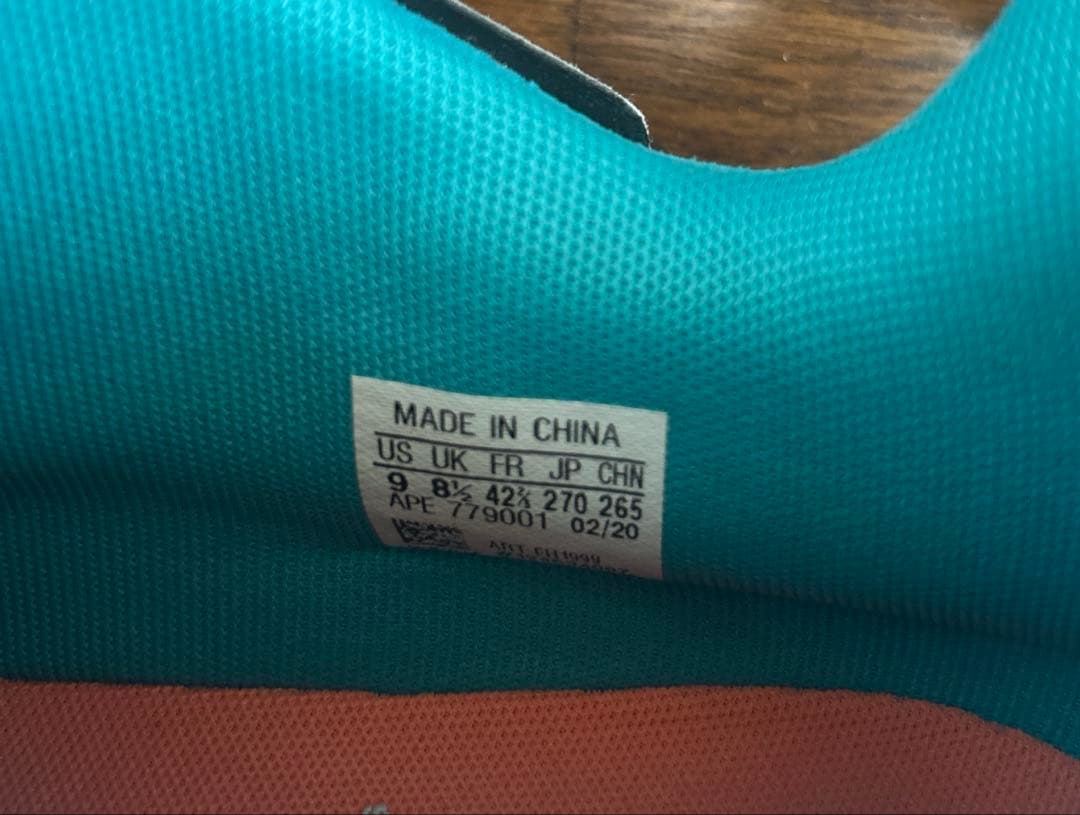 MADE IN CHINA
US UK FR JP CHN
9 8½ 42⅔ 270 265
APE 779001 02/20
ART